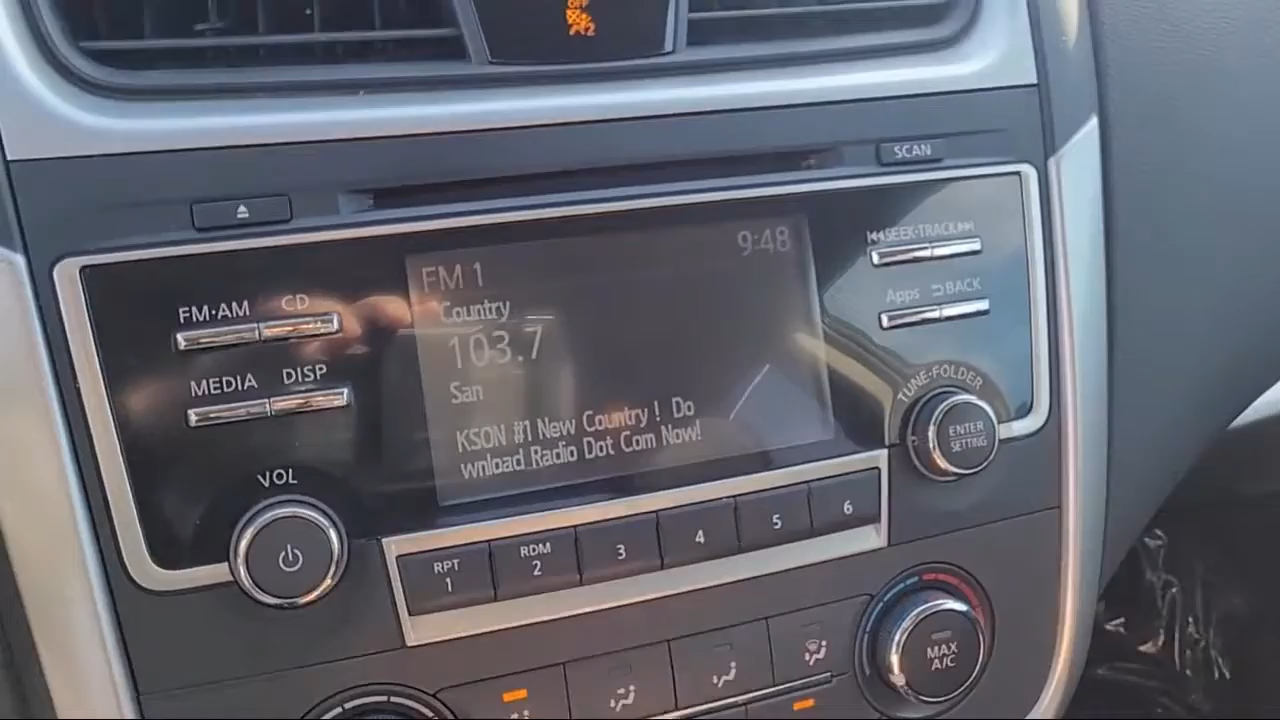 OFF
2
SCAN
9:48
FM 1
SEEK·TRACK
Country
FM·AM
CD
Apps
BACK
103.7
MEDIA
DISP
San
TUNE·FOLDER
KSON #1 New Country ! Do
wnload Radio Dot Com Now!
ENTER
SETTING
VOL
RPT
1
RDM
2
3
4
5
6
MAX
A/C